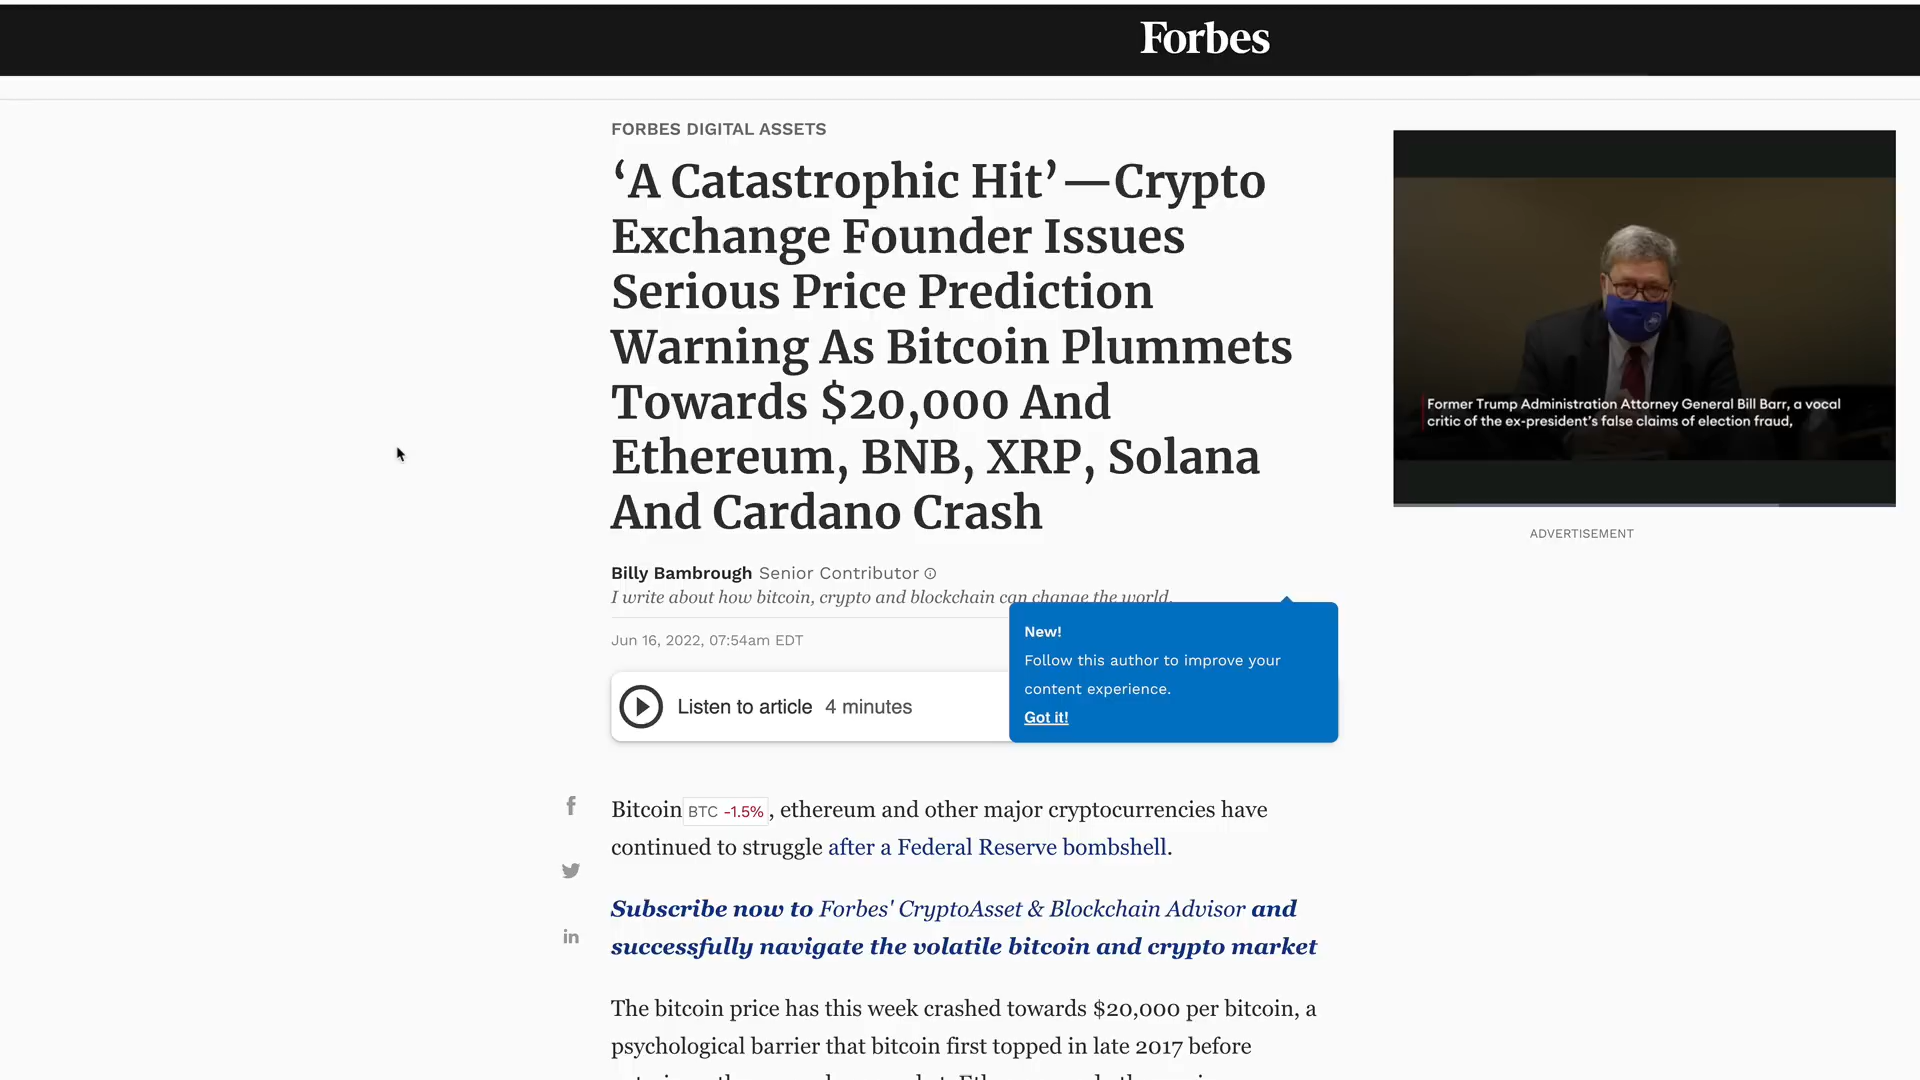 Forbes
FORBES DIGITAL ASSETS
‘A Catastrophic Hit’—Crypto
Exchange Founder Issues
Serious Price Prediction
Warning As Bitcoin Plummets
Towards $20,000 And
Ethereum, BNB, XRP, Solana
And Cardano Crash
Billy Bambrough Senior Contributor
I write about how bitcoin, crypto and blockchain can change the world.
Jun 16, 2022, 07:54am EDT
Listen to article 4 minutes
New!
Follow this author to improve your
content experience.
Got it!
Former Trump Administration Attorney General Bill Barr, a vocal
critic of the ex-president's false claims of election fraud,
ADVERTISEMENT
Bitcoin BTC -1.5%, ethereum and other major cryptocurrencies have
continued to struggle after a Federal Reserve bombshell.
Subscribe now to Forbes' CryptoAsset & Blockchain Advisor and
successfully navigate the volatile bitcoin and crypto market
The bitcoin price has this week crashed towards $20,000 per bitcoin, a
psychological barrier that bitcoin first topped in late 2017 before